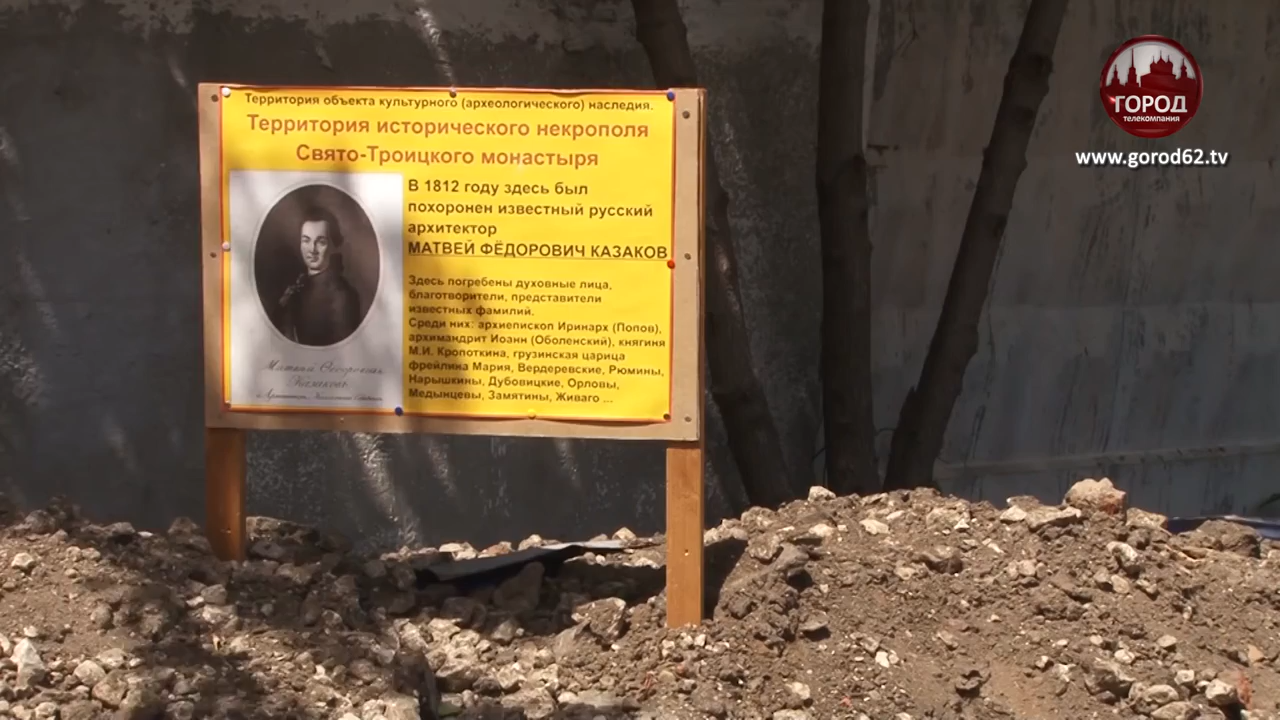 Территория объекта культурного (археологического) наследия.
Территория исторического некрополя
Свято-Троицкого монастыря
В 1812 году здесь был
похоронен известный русский
архитектор
МАТВЕЙ ФЁДОРОВИЧ КАЗАКОВ
Здесь погребены духовные лица,
благотворители, представители
известных фамилий.
Среди них: архиепископ Иринарх (Попов),
архимандрит Иоанн (Оболенский), княгиня
М.И. Кропоткина, грузинская царица
фрейлина Мария, Вердеревские, Рюмины,
Нарышкины, Дубовицкие, Орловы,
Медынцевы, Замятины, Живаго ...
Казаковъ
ГОРОД
телекомпания
www.gorod62.tv